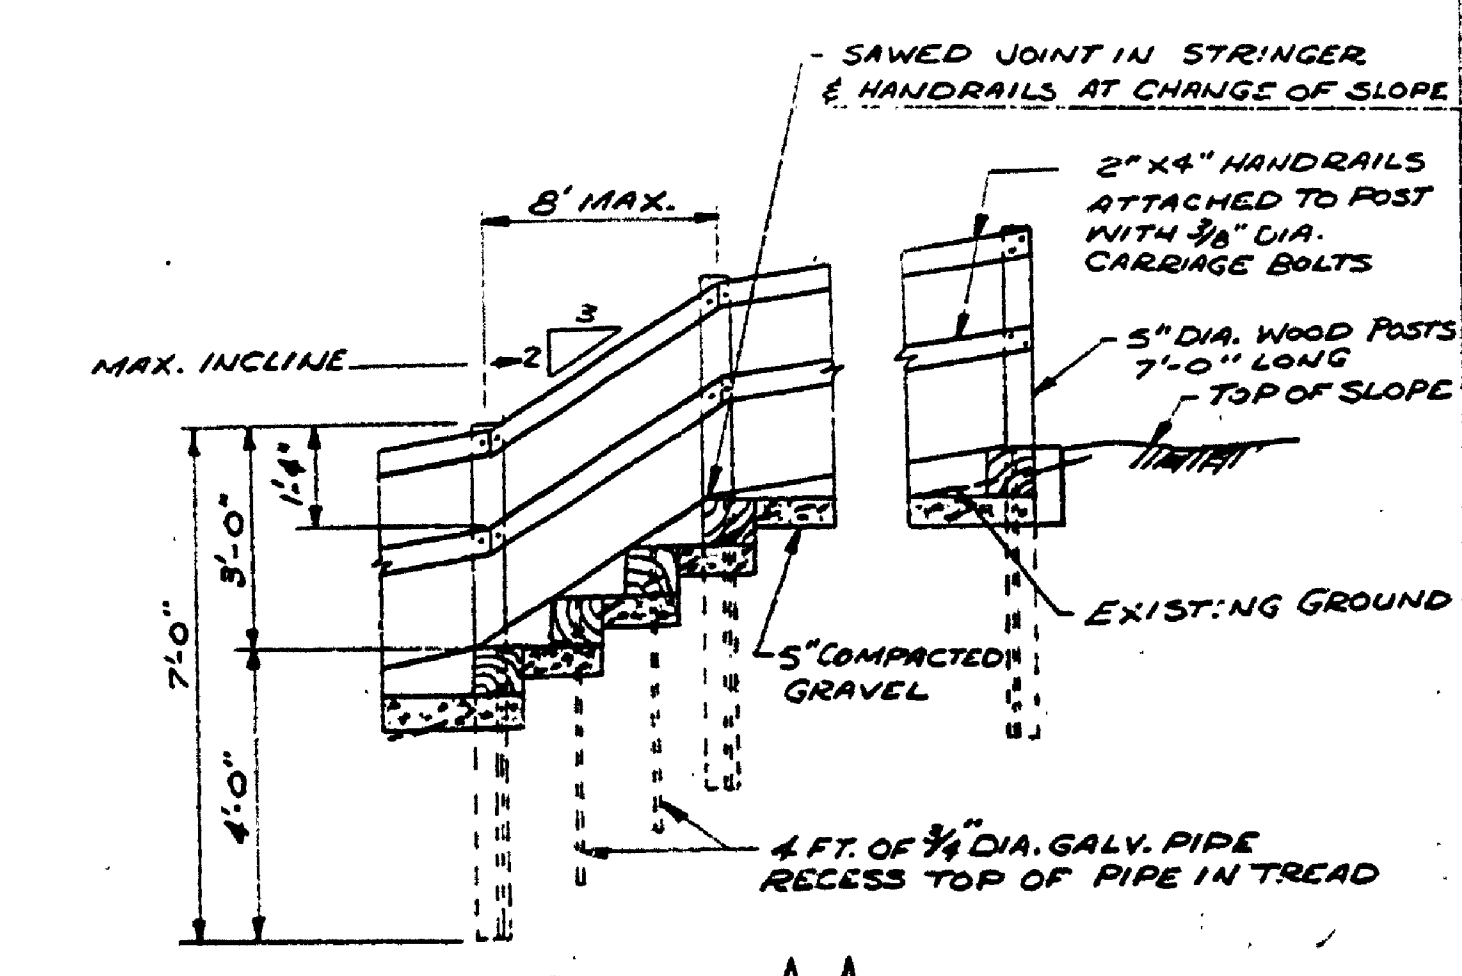 - SAWED JOINT IN STRINGER
& HANDRAILS AT CHANGE OF SLOPE
2" X 4" HANDRAILS
ATTACHED TO POST
WITH 3/8" DIA.
CARRIAGE BOLTS
8' MAX.
3
2
MAX. INCLINE
5" DIA. WOOD POSTS
7'-0" LONG
TOP OF SLOPE
1'-4"
3'-0"
7'-0"
4'-0"
EXISTING GROUND
5" COMPACTED
GRAVEL
4 FT. OF 3/4" DIA. GALV. PIPE
RECESS TOP OF PIPE IN TREAD